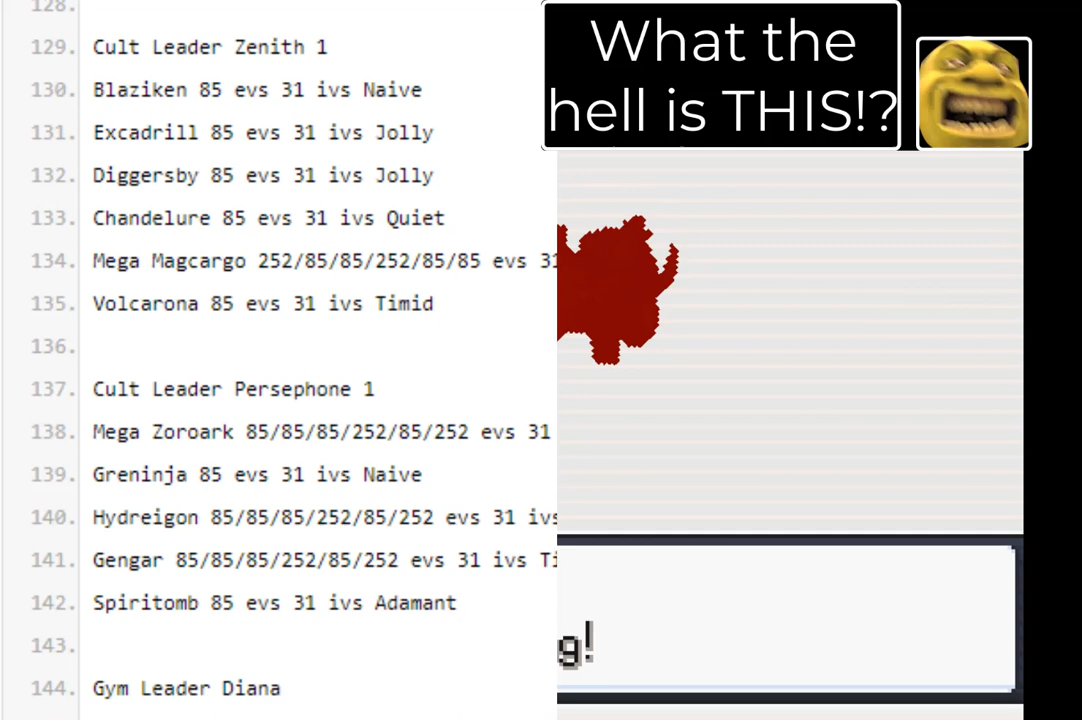 128.
129. Cult Leader Zenith 1
130. Blaziken 85 evs 31 ivs Naive
131. Excadrill 85 evs 31 ivs Jolly
132. Diggersby 85 evs 31 ivs Jolly
133. Chandelure 85 evs 31 ivs Quiet
134. Mega Magcargo 252/85/85/252/85/85 evs 31
135. Volcarona 85 evs 31 ivs Timid
136.
137. Cult Leader Persephone 1
138. Mega Zoroark 85/85/85/252/85/252 evs 31
139. Greninja 85 evs 31 ivs Naive
140. Hydreigon 85/85/85/252/85/252 evs 31 ivs
141. Gengar 85/85/85/252/85/252 evs 31 ivs Ti
142. Spiritomb 85 evs 31 ivs Adamant
143.
144. Gym Leader Diana
What the
hell is THIS!?
g!